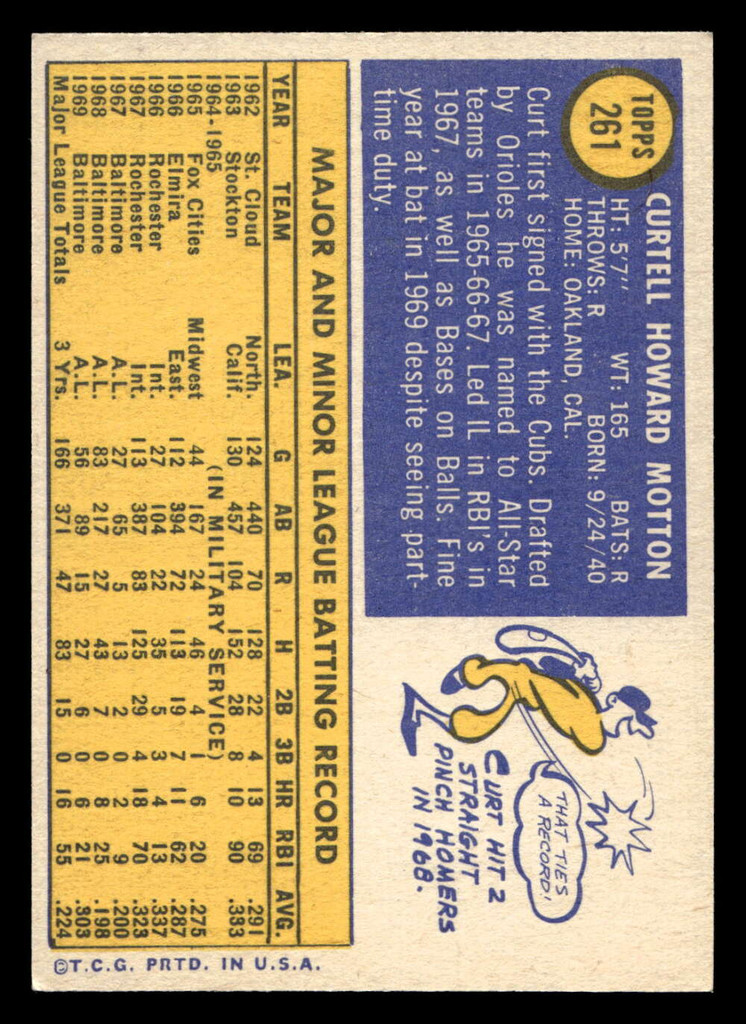 TOPPS
261
CURTELL HOWARD MOTTON
HT: 5'7" WT: 165 BATS: R
THROWS: R BORN: 9/24/40
HOME: OAKLAND, CAL.
Curt first signed with the Cubs. Drafted
by Orioles he was named to All-Star
teams in 1965-66-67. Led IL in RBI's in
1967, as well as Bases on Balls. Fine
year at bat in 1969 despite seeing part-
time duty.
THAT TIES
A RECORD!
CURT HIT 2
STRAIGHT
PINCH HOMERS
IN 1968.
MAJOR AND MINOR LEAGUE BATTING RECORD
YEAR TEAM LEA. G AB R H 2B 3B HR RBI AVG.
1962 St. Cloud North. 124 440 70 128 22 4 13 69 .291
1963 Stockton Calif. 130 457 104 152 28 8 10 90 .333
1964-1965 (IN MILITARY SERVICE)
1965 Fox Cities Midwest 44 167 24 46 4 1 6 20 .275
1966 Elmira East. 112 394 72 113 19 7 11 62 .287
1966 Rochester Int. 27 104 22 35 5 3 4 13 .337
1967 Rochester Int. 113 387 83 125 29 4 18 70 .323
1967 Baltimore A.L. 27 65 5 13 2 0 2 9 .200
1968 Baltimore A.L. 83 217 27 43 7 0 8 25 .198
1969 Baltimore A.L. 56 89 15 27 6 0 6 21 .303
Major League Totals 3 Yrs. 166 371 47 83 15 0 16 55 .224
©T.C.G. PRTD. IN U.S.A.